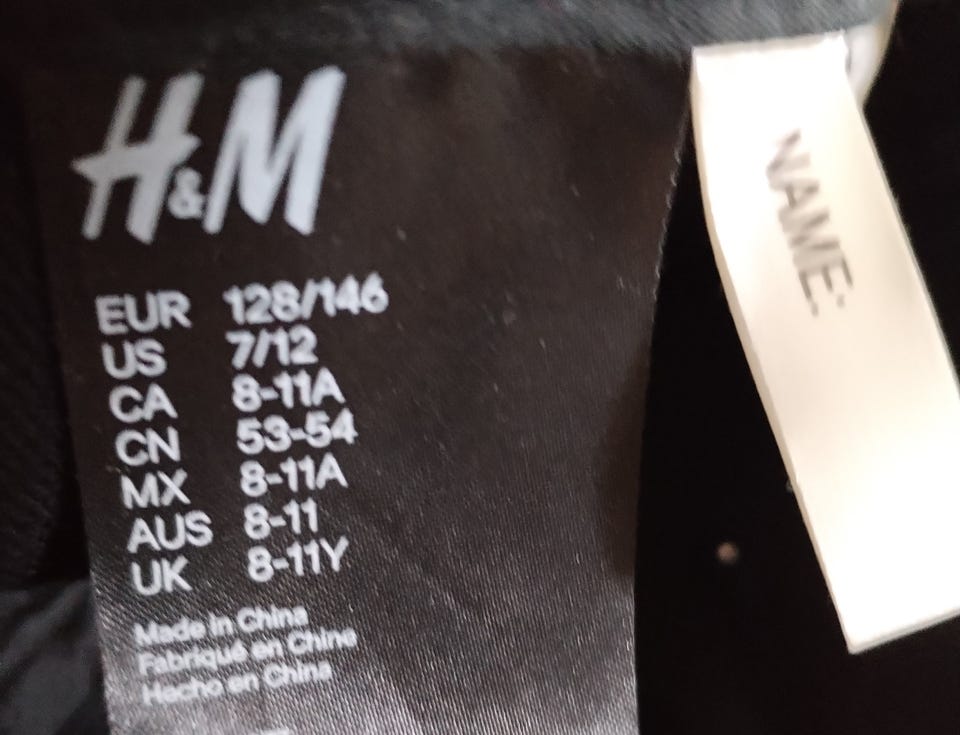 H&M
EUR 128/146
US 7/12
CA 8-11A
CN 53-54
MX 8-11A
AUS 8-11
UK 8-11Y
Made in China
Fabriqué en Chine
Hecho en China
NAME: